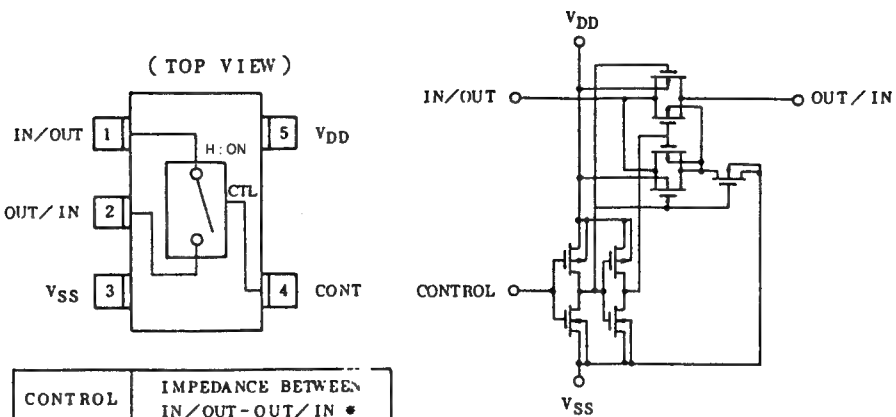 (TOP VIEW)
IN/OUT 1
5 VDD
H:ON
CTL
OUT/IN 2
VSS 3
4 CONT
CONTROL
IMPEDANCE BETWEEN
IN/OUT-OUT/IN *
VDD
IN/OUT
OUT/IN
CONTROL
VSS